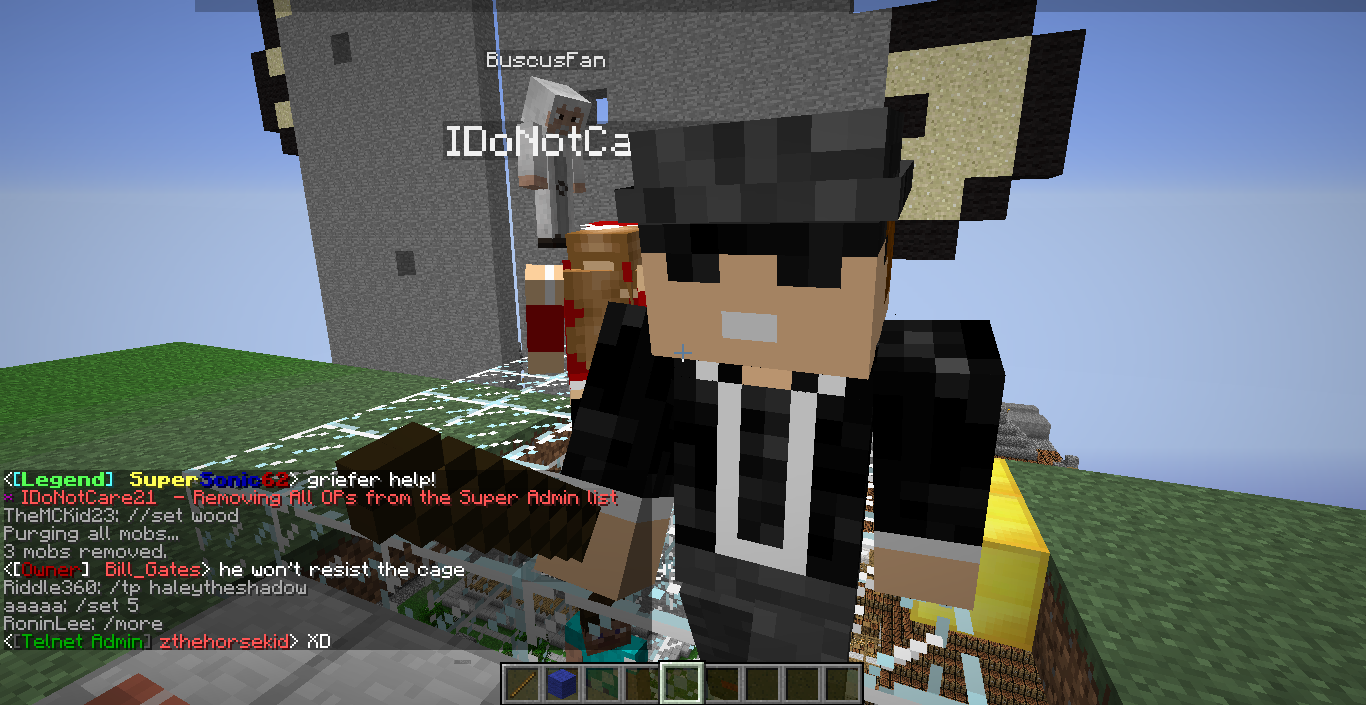 BuscusFan
IDoNotCa
<[Legend] SuperSonic62> griefer help!
* IDoNotCare21 - Removing All OPs from the Super Admin list
TheMCKid23: //set wood
Purging all mobs...
3 mobs removed.
<[Owner] Bill_Gates> he won't resist the cage
Riddle360: /tp haleytheshadow
aaaaa: /set 5
RoninLee: /more
<[Telnet Admin] zthehorsekid> XD